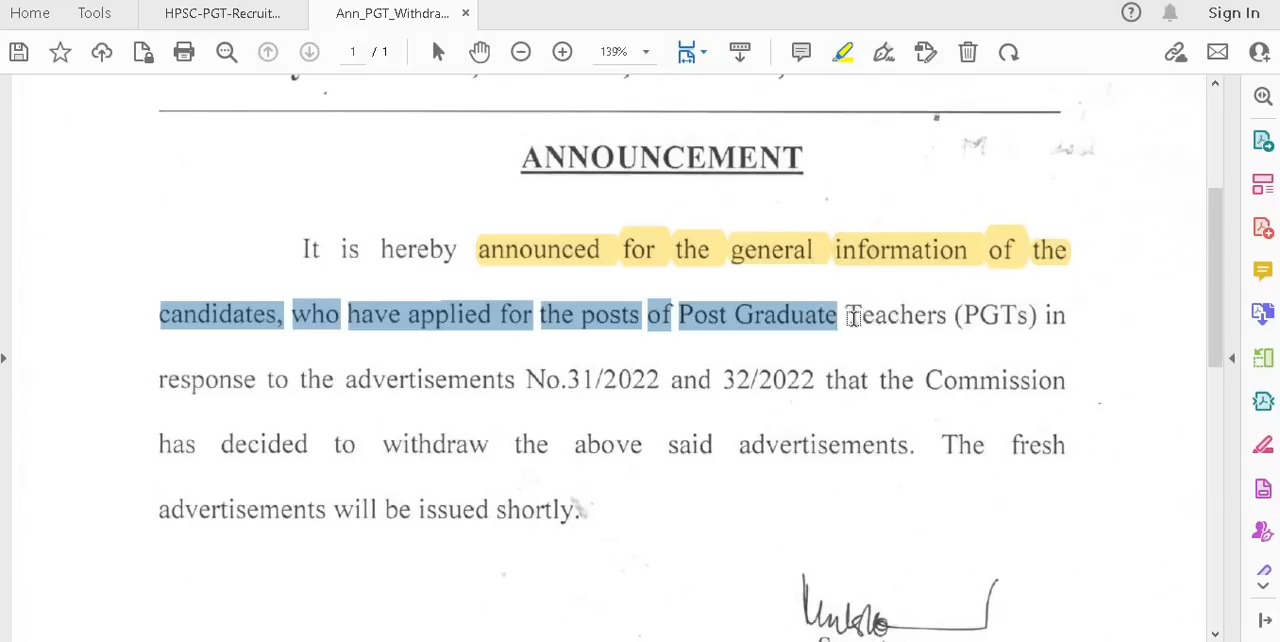 Home Tools HPSC-PGT-Recruit... Ann_PGT_Withdra... × Sign In
1 / 1 139%
ANNOUNCEMENT
It is hereby announced for the general information of the
candidates, who have applied for the posts of Post Graduate Teachers (PGTs) in
response to the advertisements No.31/2022 and 32/2022 that the Commission
has decided to withdraw the above said advertisements. The fresh
advertisements will be issued shortly.